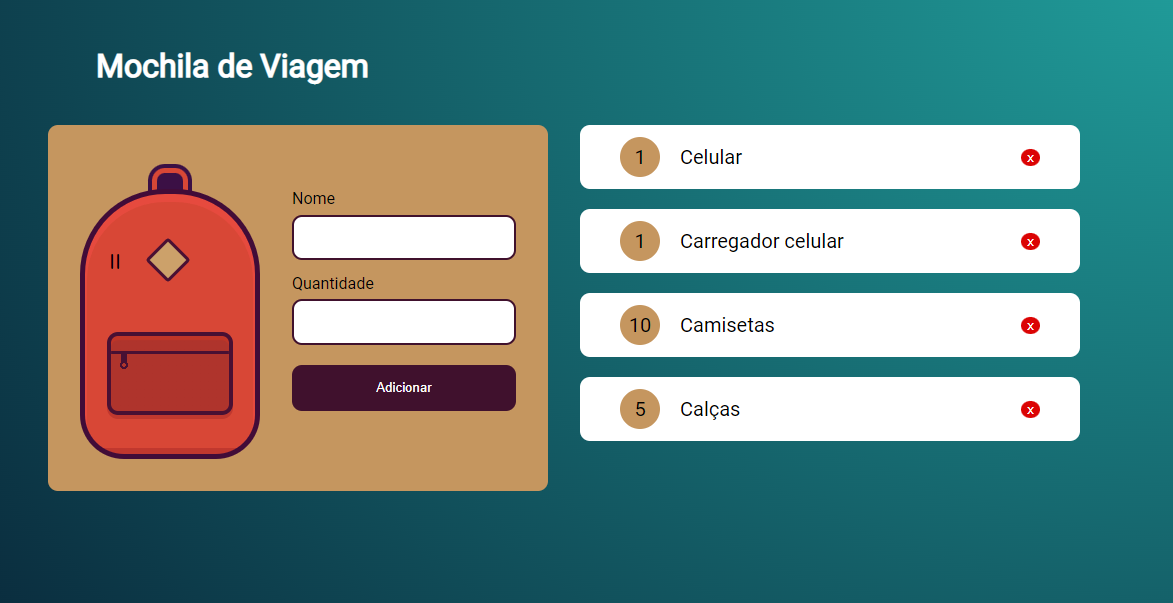 Mochila de Viagem
Nome
Quantidade
Adicionar
1 Celular x
1 Carregador celular x
10 Camisetas x
5 Calças x